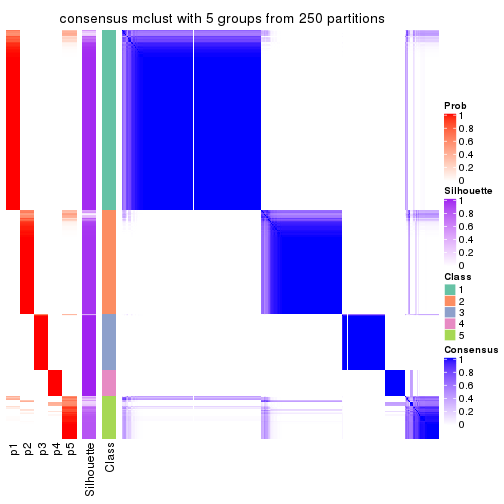 consensus mclust with 5 groups from 250 partitions
Prob
1
0.8
0.6
0.4
0.2
0
Silhouette
1
0.8
0.6
0.4
0.2
0
Class
1
2
3
4
5
Consensus
1
0.8
0.6
0.4
0.2
0
p1
p2
p3
p4
p5
Silhouette
Class